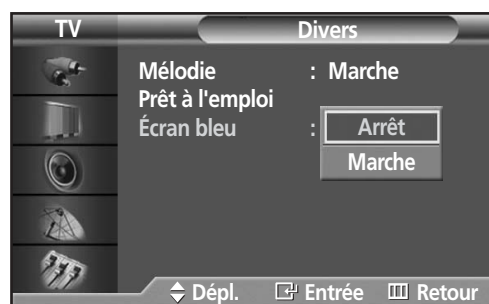 TV Divers
Mélodie : Marche
Prêt à l'emploi
Écran bleu : Arrêt
Marche
Dépl. Entrée Retour